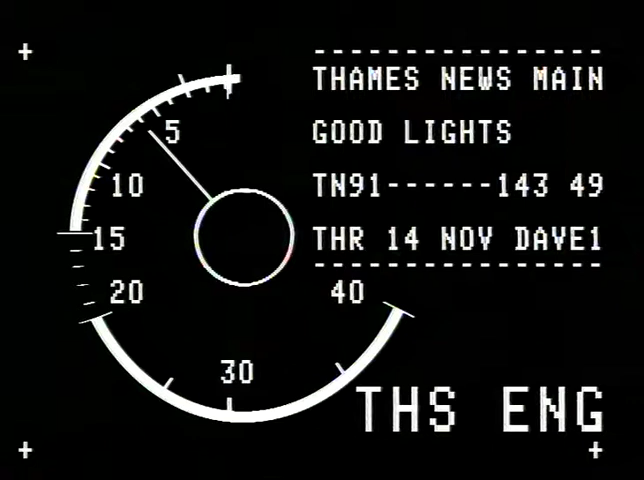 THAMES NEWS MAIN
GOOD LIGHTS
TN91------143 49
THR 14 NOV DAVE1
5
10
15
20
30
40
THS ENG